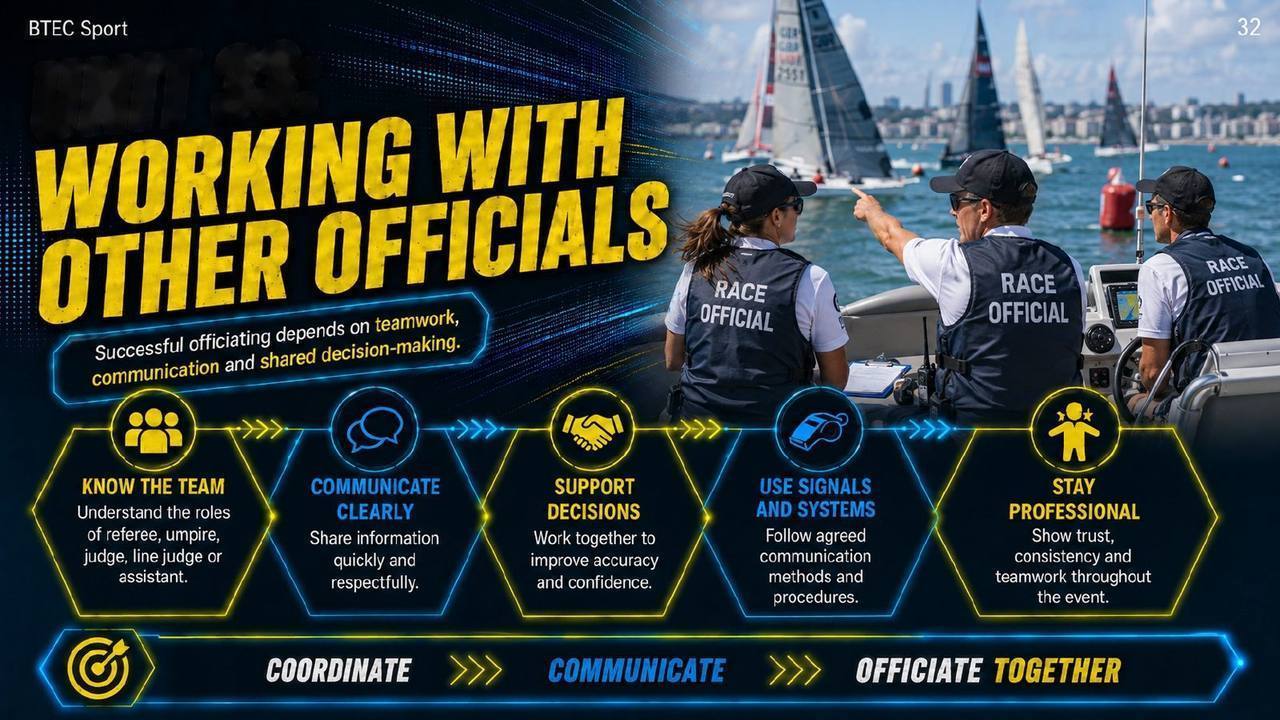 BTEC Sport
32
WORKING WITH
OTHER OFFICIALS
Successful officiating depends on teamwork,
communication and shared decision-making.
RACE
OFFICIAL
RACE
OFFICIAL
RACE
OFFICIAL
KNOW THE TEAM
Understand the roles
of referee, umpire,
judge, line judge or
assistant.
COMMUNICATE
CLEARLY
Share information
quickly and
respectfully.
SUPPORT
DECISIONS
Work together to
improve accuracy
and confidence.
USE SIGNALS
AND SYSTEMS
Follow agreed
communication
methods and
procedures.
STAY
PROFESSIONAL
Show trust,
consistency and
teamwork throughout
the event.
COORDINATE
COMMUNICATE
OFFICIATE TOGETHER